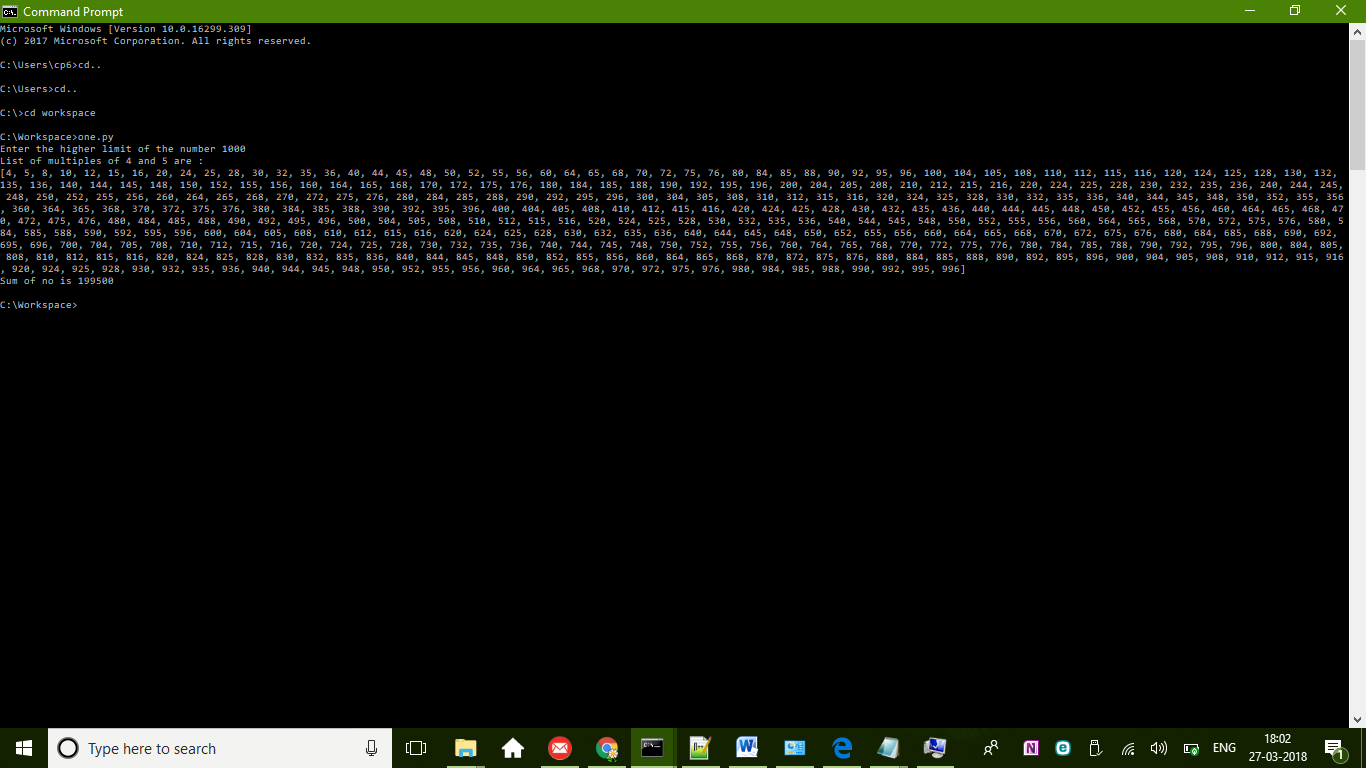 Command Prompt
Microsoft Windows [Version 10.0.16299.309]
(c) 2017 Microsoft Corporation. All rights reserved.
C:\Users\cp6>cd..
C:\Users>cd..
C:\>cd workspace
C:\Workspace>one.py
Enter the higher limit of the number 1000
List of multiples of 4 and 5 are :
[4, 5, 8, 10, 12, 15, 16, 20, 24, 25, 28, 30, 32, 35, 36, 40, 44, 45, 48, 50, 52, 55, 56, 60, 64, 65, 68, 70, 72, 75, 76, 80, 84, 85, 88, 90, 92, 95, 96, 100, 104, 105, 108, 110, 112, 115, 116, 120, 124, 125, 128, 130, 132,
135, 136, 140, 144, 145, 148, 150, 152, 155, 156, 160, 164, 165, 168, 170, 172, 175, 176, 180, 184, 185, 188, 190, 192, 195, 196, 200, 204, 205, 208, 210, 212, 215, 216, 220, 224, 225, 228, 230, 232, 235, 236, 240, 244, 245,
248, 250, 252, 255, 256, 260, 264, 265, 268, 270, 272, 275, 276, 280, 284, 285, 288, 290, 292, 295, 296, 300, 304, 305, 308, 310, 312, 315, 316, 320, 324, 325, 328, 330, 332, 335, 336, 340, 344, 345, 348, 350, 352, 355, 356
, 360, 364, 365, 368, 370, 372, 375, 376, 380, 384, 385, 388, 390, 392, 395, 396, 400, 404, 405, 408, 410, 412, 415, 416, 420, 424, 425, 428, 430, 432, 435, 436, 440, 444, 445, 448, 450, 452, 455, 456, 460, 464, 465, 468, 47
0, 472, 475, 476, 480, 484, 485, 488, 490, 492, 495, 496, 500, 504, 505, 508, 510, 512, 515, 516, 520, 524, 525, 528, 530, 532, 535, 536, 540, 544, 545, 548, 550, 552, 555, 556, 560, 564, 565, 568, 570, 572, 575, 576, 580, 5
84, 585, 588, 590, 592, 595, 596, 600, 604, 605, 608, 610, 612, 615, 616, 620, 624, 625, 628, 630, 632, 635, 636, 640, 644, 645, 648, 650, 652, 655, 656, 660, 664, 665, 668, 670, 672, 675, 676, 680, 684, 685, 688, 690, 692,
695, 696, 700, 704, 705, 708, 710, 712, 715, 716, 720, 724, 725, 728, 730, 732, 735, 736, 740, 744, 745, 748, 750, 752, 755, 756, 760, 764, 765, 768, 770, 772, 775, 776, 780, 784, 785, 788, 790, 792, 795, 796, 800, 804, 805,
808, 810, 812, 815, 816, 820, 824, 825, 828, 830, 832, 835, 836, 840, 844, 845, 848, 850, 852, 855, 856, 860, 864, 865, 868, 870, 872, 875, 876, 880, 884, 885, 888, 890, 892, 895, 896, 900, 904, 905, 908, 910, 912, 915, 916
, 920, 924, 925, 928, 930, 932, 935, 936, 940, 944, 945, 948, 950, 952, 955, 956, 960, 964, 965, 968, 970, 972, 975, 976, 980, 984, 985, 988, 990, 992, 995, 996]
Sum of no is 199500
C:\Workspace>
Type here to search
ENG
18:02
27-03-2018
1